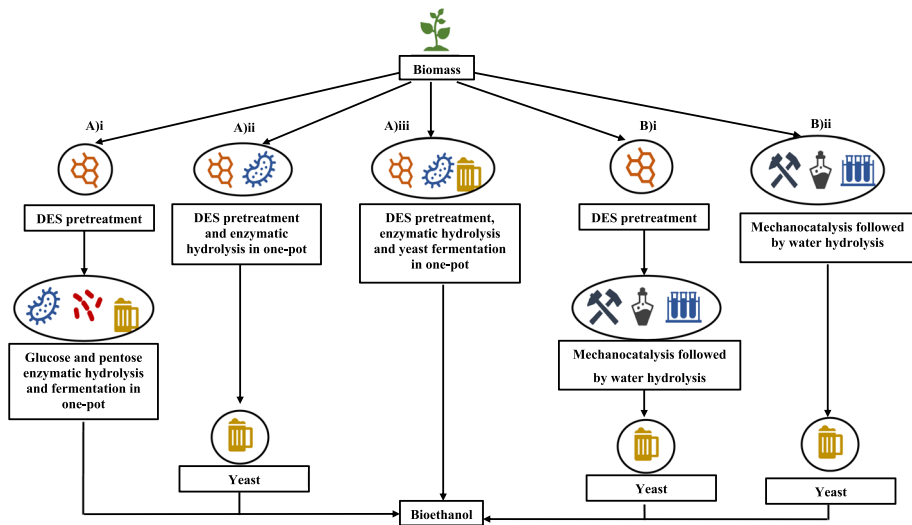 Biomass
A)i
A)ii
A)iii
B)i
B)ii
DES pretreatment
DES pretreatment
and enzymatic
hydrolysis in one-pot
DES pretreatment,
enzymatic hydrolysis
and yeast fermentation
in one-pot
DES pretreatment
Mechanocatalysis followed
by water hydrolysis
Glucose and pentose
enzymatic hydrolysis
and fermentation in
one-pot
Mechanocatalysis followed
by water hydrolysis
Yeast
Yeast
Yeast
Bioethanol